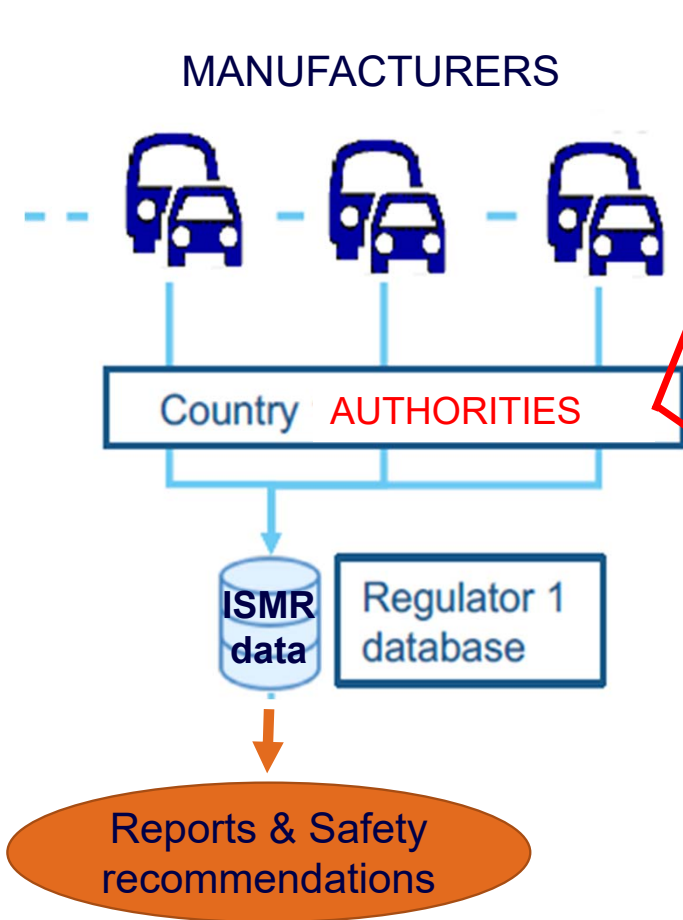 MANUFACTURERS
Country AUTHORITIES
ISMR
data
Regulator 1
database
Reports & Safety
recommendations